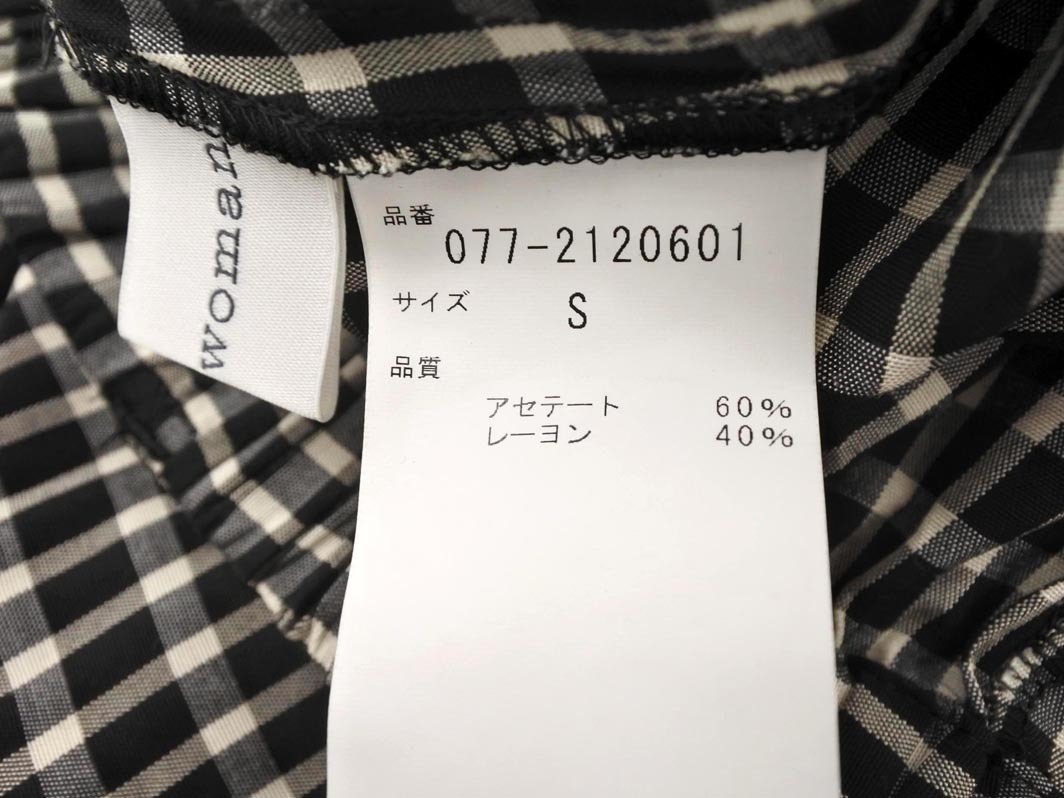 woman
品番
077-2120601
サイズ S
品質
アセテート 60%
レーヨン 40%